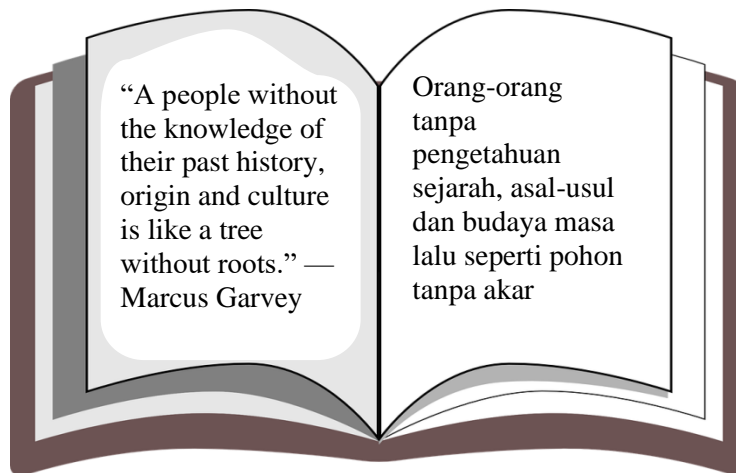 “A people without
the knowledge of
their past history,
origin and culture
is like a tree
without roots.” —
Marcus Garvey
Orang-orang
tanpa
pengetahuan
sejarah, asal-usul
dan budaya masa
lalu seperti pohon
tanpa akar